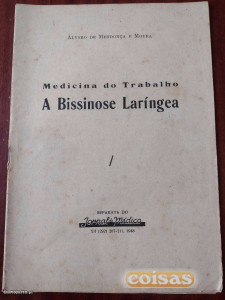 ALVARO DE MENDONÇA E MOURA
Medicina do Trabalho
A Bissinose Laríngea
SEPARATA DO
Jornal do Médico
coisas